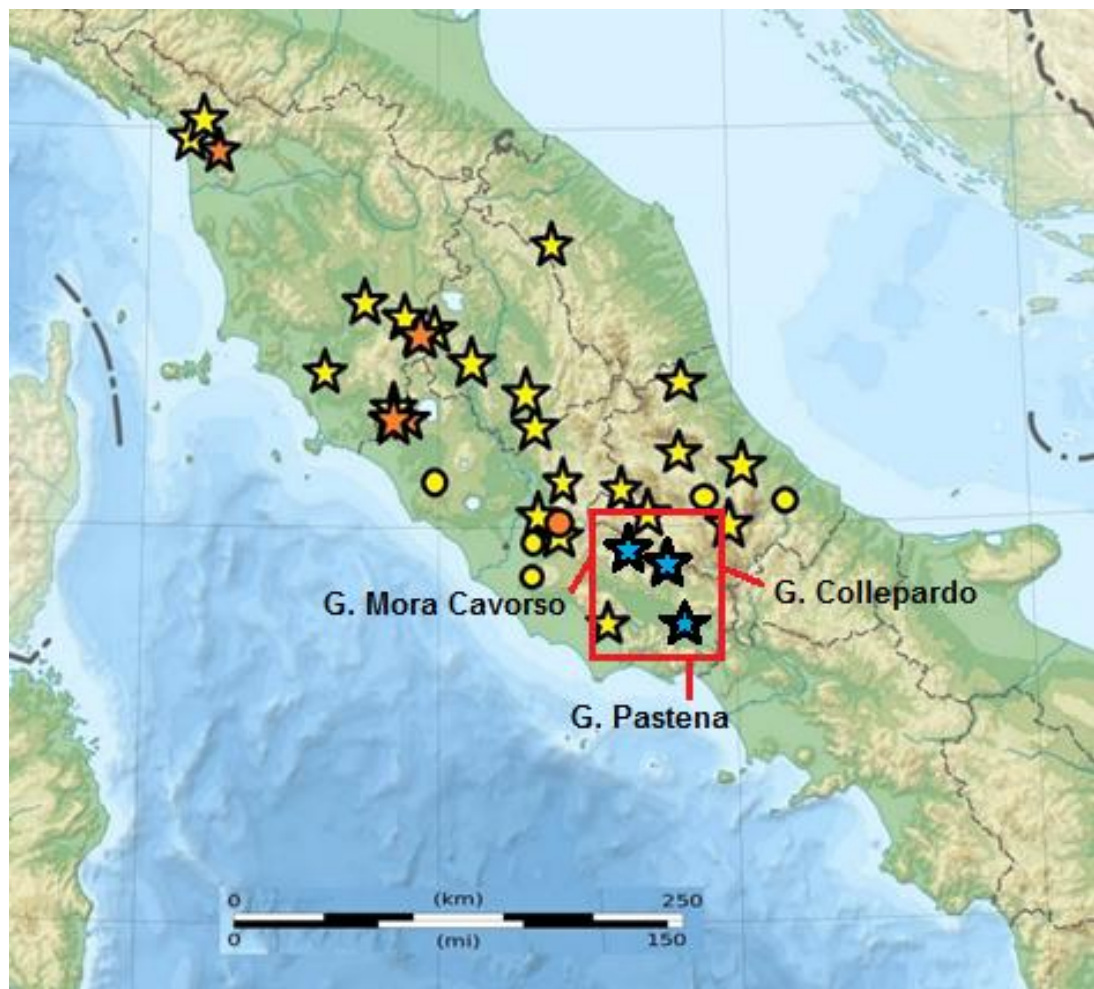 G. Mora Cavorso
G. Collepardo
G. Pastena
0 (km) 250
0 (mi) 150